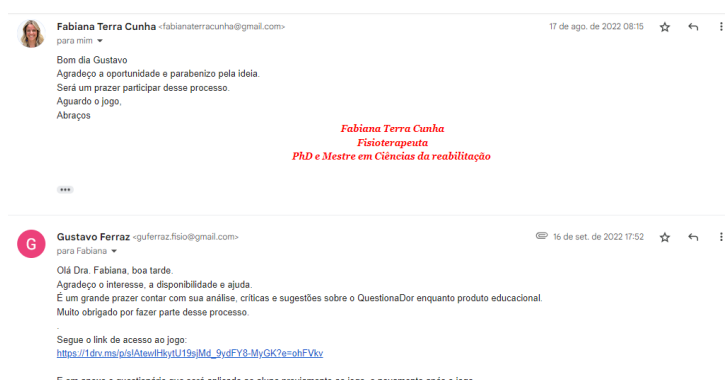 Fabiana Terra Cunha <fabianaterracunha@gmail.com>
17 de ago. de 2022 08:15
para mim
Bom dia Gustavo
Agradeço a oportunidade e parabenizo pela ideia.
Será um prazer participar desse processo.
Aguardo o jogo,
Abraços
Fabiana Terra Cunha
Fisioterapeuta
PhD e Mestre em Ciências da reabilitação
G
Gustavo Ferraz <guferraz.fisio@gmail.com>
16 de set. de 2022 17:52
para Fabiana
Olá Dra. Fabiana, boa tarde.
Agradeço o interesse, a disponibilidade e ajuda.
É um grande prazer contar com sua análise, críticas e sugestões sobre o QuestionaDor enquanto produto educacional.
Muito obrigado por fazer parte desse processo.
.
Segue o link de acesso ao jogo:
https://1drv.ms/p/s!AtewlHkytU19sjMd_9ydFY8-MyGK?e=ohFVkv